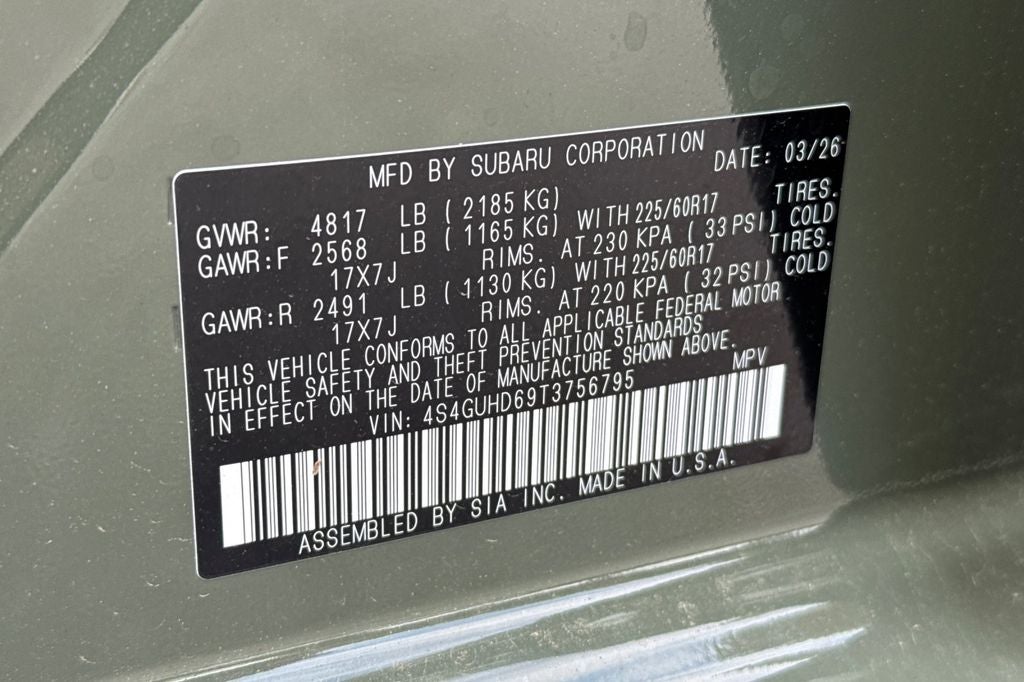 MFD BY SUBARU CORPORATION DATE: 03/26
GVWR: 4817 LB ( 2185 KG)
GAWR:F 2568 LB ( 1165 KG) WITH 225/60R17 TIRES.
17X7J RIMS. AT 230 KPA ( 33 PSI) COLD
GAWR:R 2491 LB ( 1130 KG) WITH 225/60R17 TIRES.
17X7J RIMS. AT 220 KPA ( 32 PSI) COLD
THIS VEHICLE CONFORMS TO ALL APPLICABLE FEDERAL MOTOR
VEHICLE SAFETY AND THEFT PREVENTION STANDARDS
IN EFFECT ON THE DATE OF MANUFACTURE SHOWN ABOVE.
VIN: 4S4GUHD69T3756795 MPV
ASSEMBLED BY SIA INC. MADE IN U.S.A.